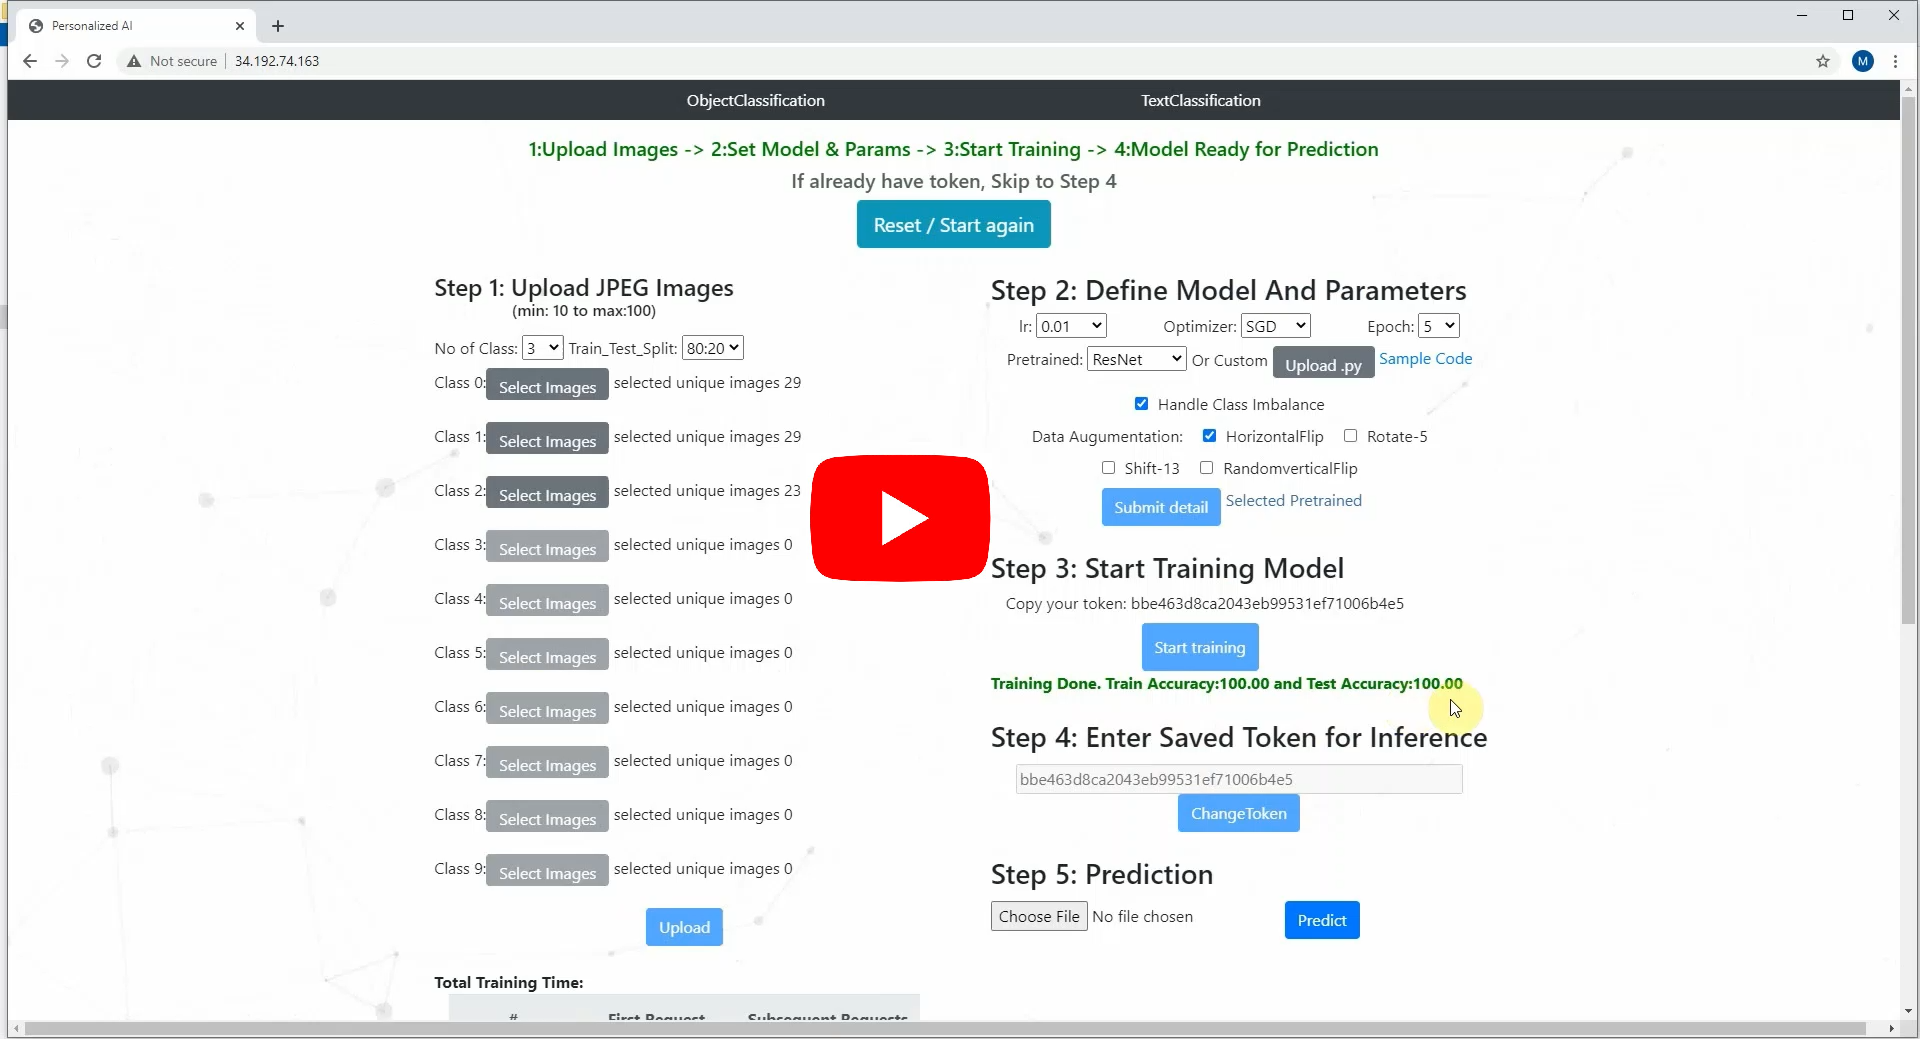 Personalized AI
Not secure 34.192.74.163
M
ObjectClassification TextClassification
1:Upload Images -> 2:Set Model & Params -> 3:Start Training -> 4:Model Ready for Prediction
If already have token, Skip to Step 4
Reset / Start again
Step 1: Upload JPEG Images
(min: 10 to max:100)
No of Class: 3 Train_Test_Split: 80:20
Class 0: Select Images selected unique images 29
Class 1: Select Images selected unique images 29
Class 2: Select Images selected unique images 23
Class 3: Select Images selected unique images 0
Class 4: Select Images selected unique images 0
Class 5: Select Images selected unique images 0
Class 6: Select Images selected unique images 0
Class 7: Select Images selected unique images 0
Class 8: Select Images selected unique images 0
Class 9: Select Images selected unique images 0
Upload
Total Training Time:
# First Request Subsequent Requests
Step 2: Define Model And Parameters
lr: 0.01 Optimizer: SGD Epoch: 5
Pretrained: ResNet Or Custom Upload .py Sample Code
Handle Class Imbalance
Data Augumentation: HorizontalFlip Rotate-5
Shift-13 RandomverticalFlip
Submit detail Selected Pretrained
Step 3: Start Training Model
Copy your token: bbe463d8ca2043eb99531ef71006b4e5
Start training
Training Done. Train Accuracy:100.00 and Test Accuracy:100.00
Step 4: Enter Saved Token for Inference
bbe463d8ca2043eb99531ef71006b4e5
ChangeToken
Step 5: Prediction
Choose File No file chosen Predict